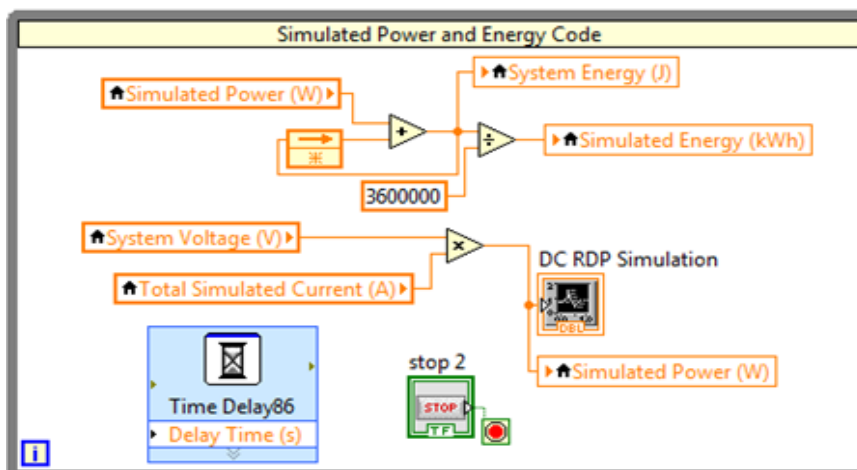 Simulated Power and Energy Code
System Energy (J)
Simulated Power (W)
+
÷
Simulated Energy (kWh)
3600000
System Voltage (V)
×
DC RDP Simulation
Total Simulated Current (A)
DBL
stop 2
Simulated Power (W)
STOP
TF
Time Delay86
Delay Time (s)
i